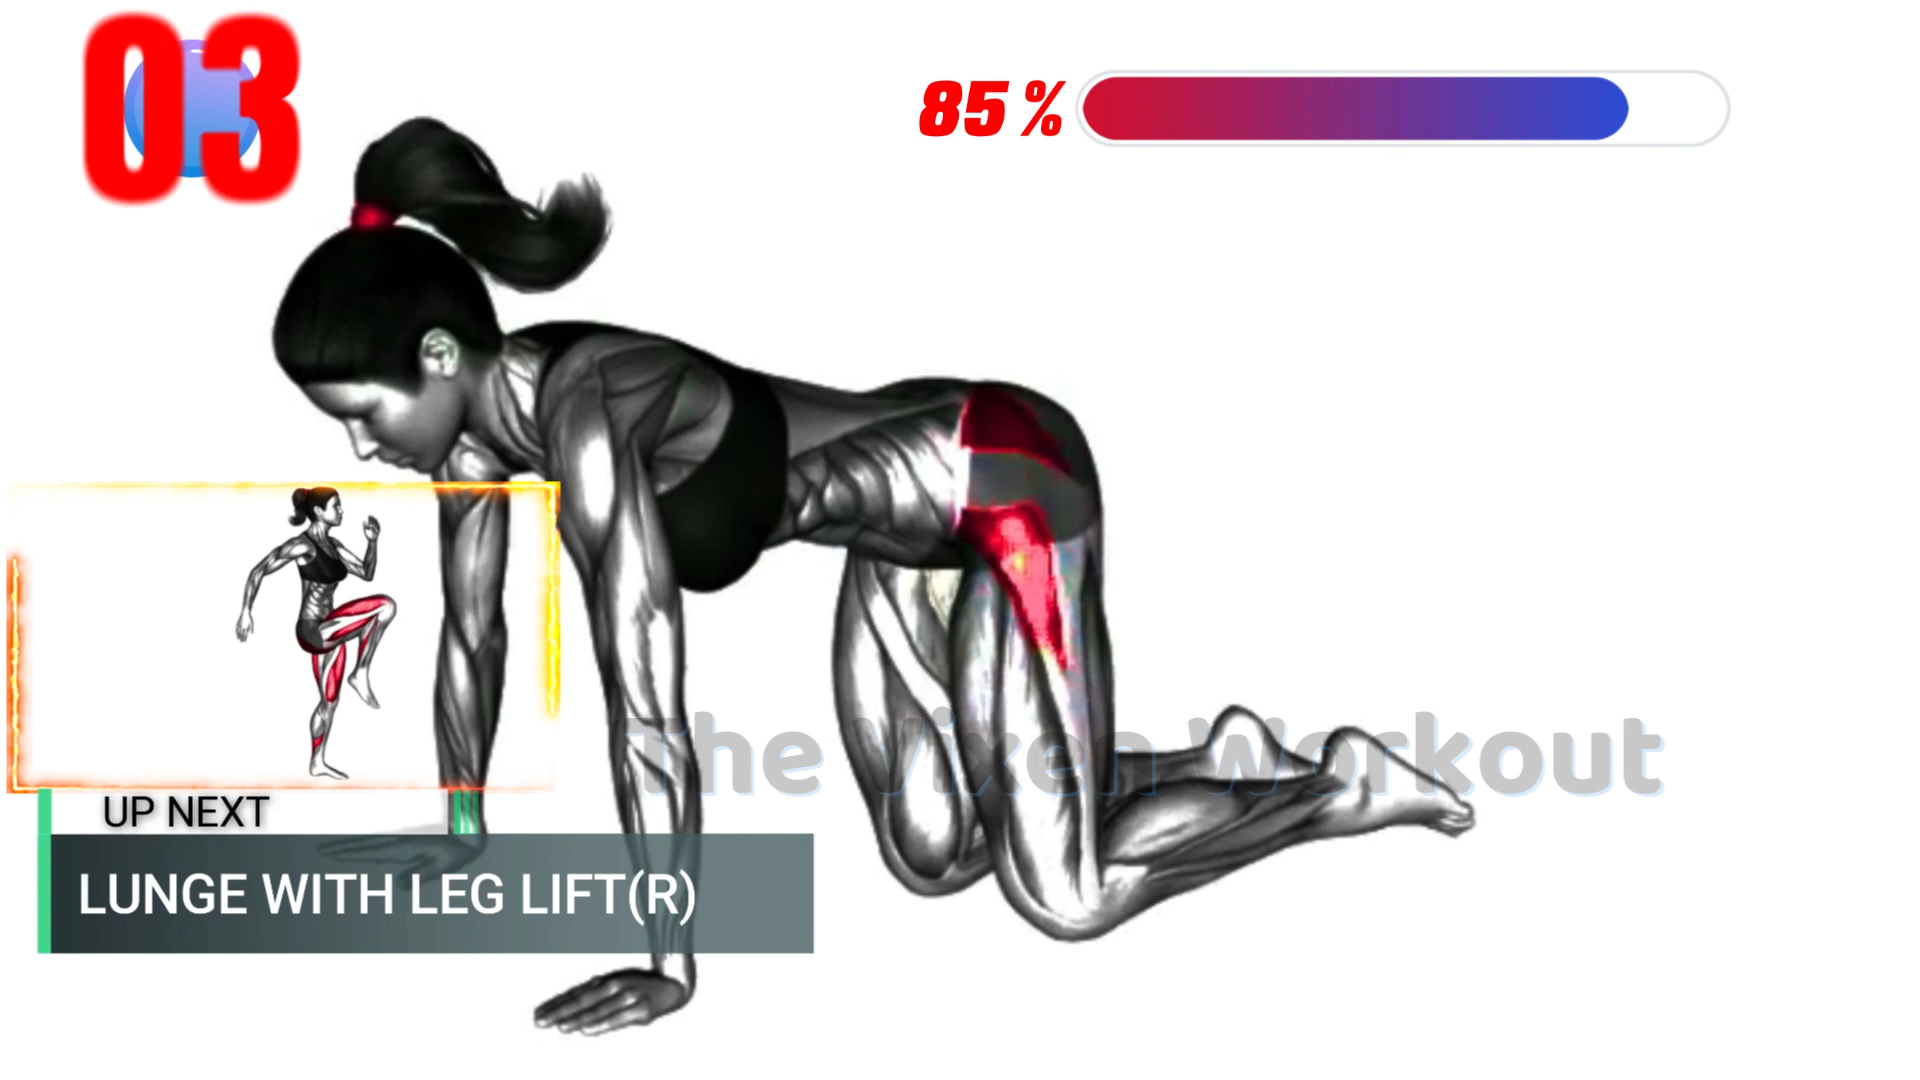 03
85%
The Vixen Workout
UP NEXT
LUNGE WITH LEG LIFT(R)